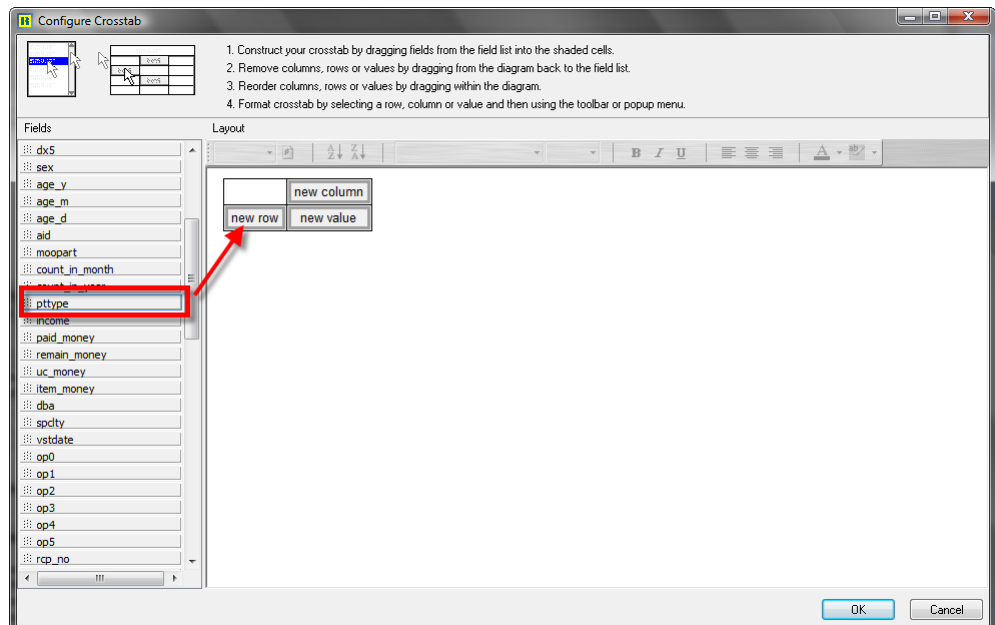 Configure Crosstab
1. Construct your crosstab by dragging fields from the field list into the shaded cells.
2. Remove columns, rows or values by dragging from the diagram back to the field list.
3. Reorder columns, rows or values by dragging within the diagram.
4. Format crosstab by selecting a row, column or value and then using the toolbar or popup menu.
Fields
Layout
dx5
sex
age_y
age_m
age_d
aid
moopart
count_in_month
count_in_year
pttype
income
paid_money
remain_money
uc_money
item_money
dba
spclty
vstdate
op0
op1
op2
op3
op4
op5
rcp_no
B I U A
new column
new row new value
OK Cancel